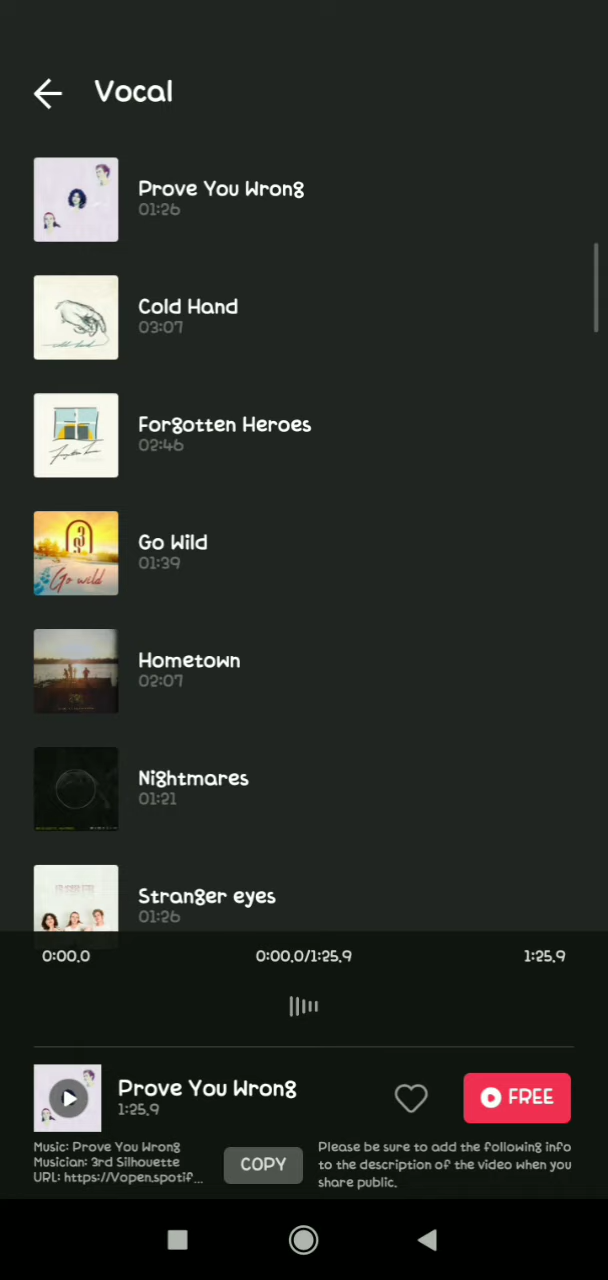 Vocal
Prove You Wrong
01:26
Cold Hand
03:07
Forgotten Heroes
02:46
Go Wild
01:39
Go wild
Hometown
02:07
Nightmares
01:21
Stranger eyes
01:26
0:00.0
0:00.0/1:25.9
1:25.9
Prove You Wrong
1:25.9
FREE
Music: Prove You Wrong
Musician: 3rd Silhouette
URL: https://Vopen.spotif...
COPY
Please be sure to add the following info
to the description of the video when you
share public.